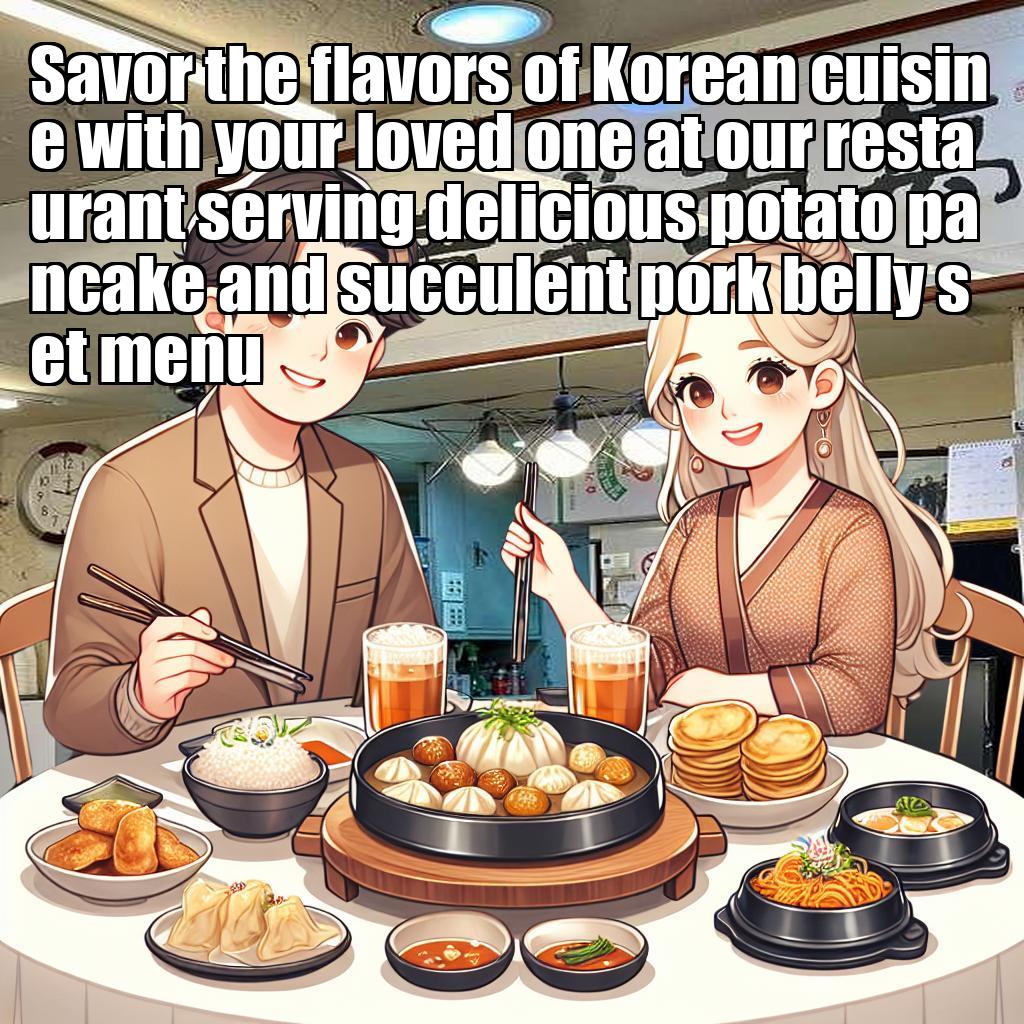 Savor the flavors of Korean cuisin
e with your loved one at our resta
urant serving delicious potato pa
ncake and succulent pork belly s
et menu